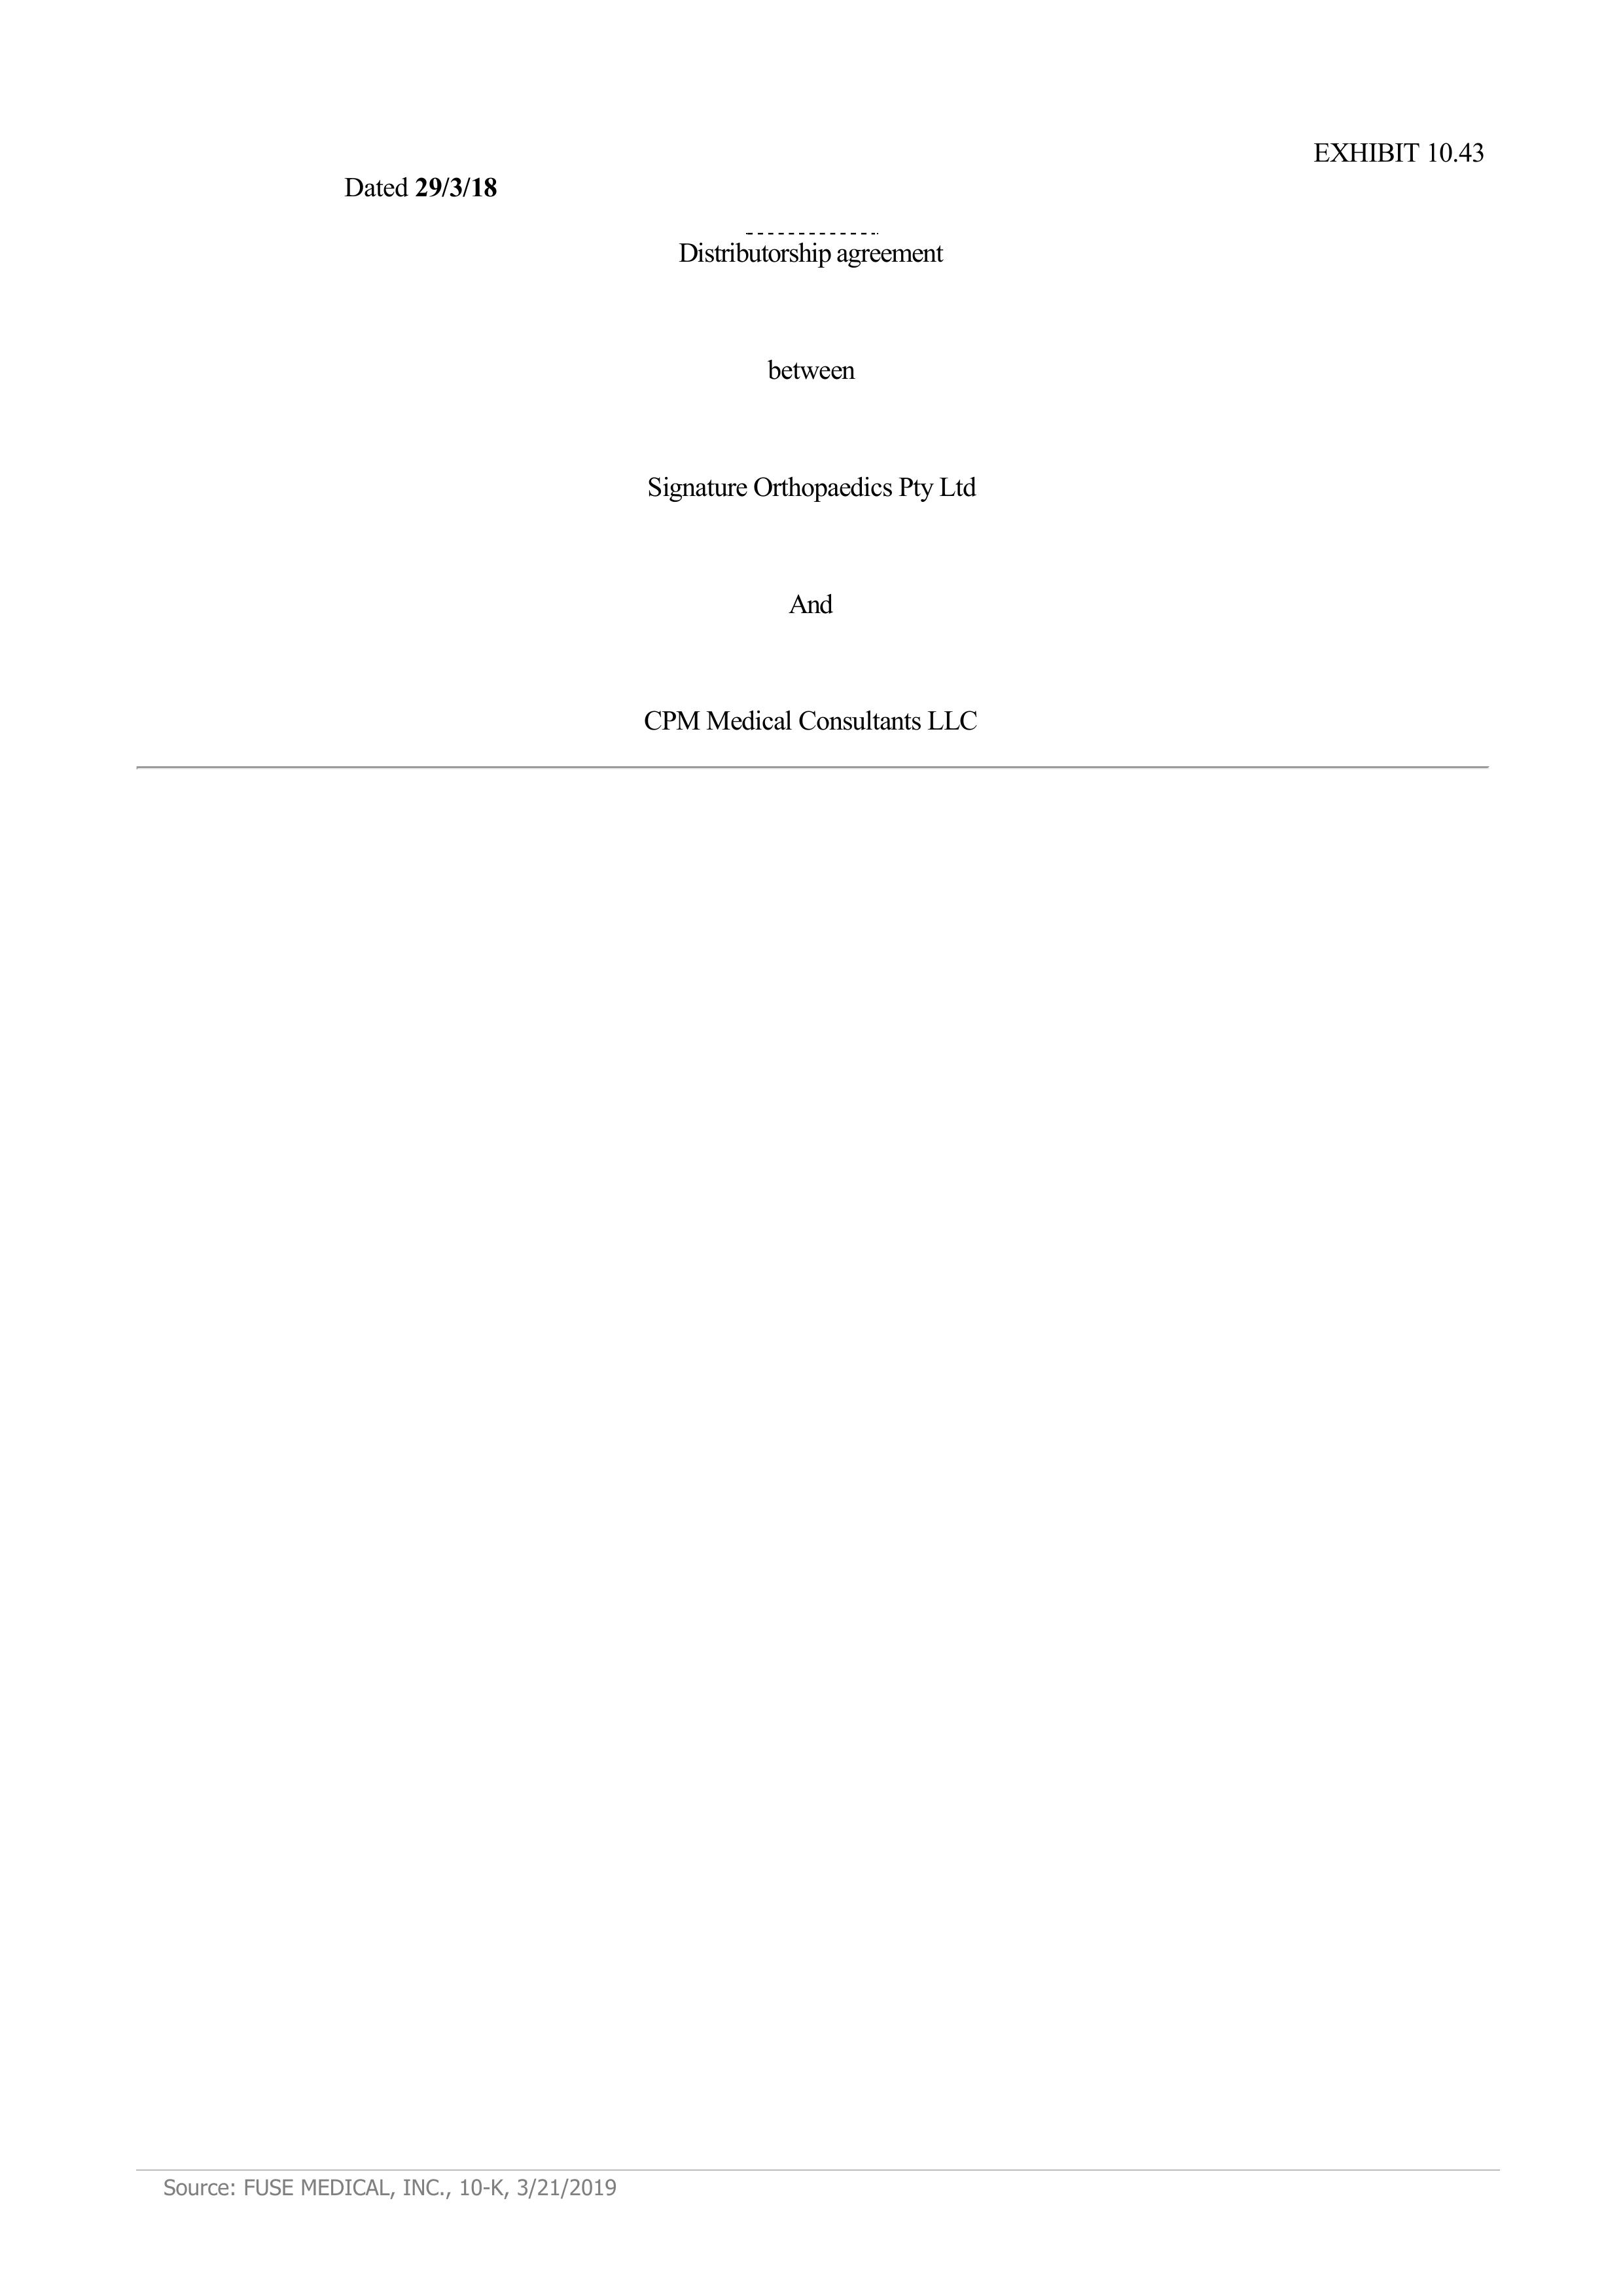 EXHIBIT 10.43
Dated 29/3/18
Distributorship agreement
between
Signature Orthopaedics Pty Ltd
And
CPM Medical Consultants LLC
Source: FUSE MEDICAL, INC., 10-K, 3/21/2019